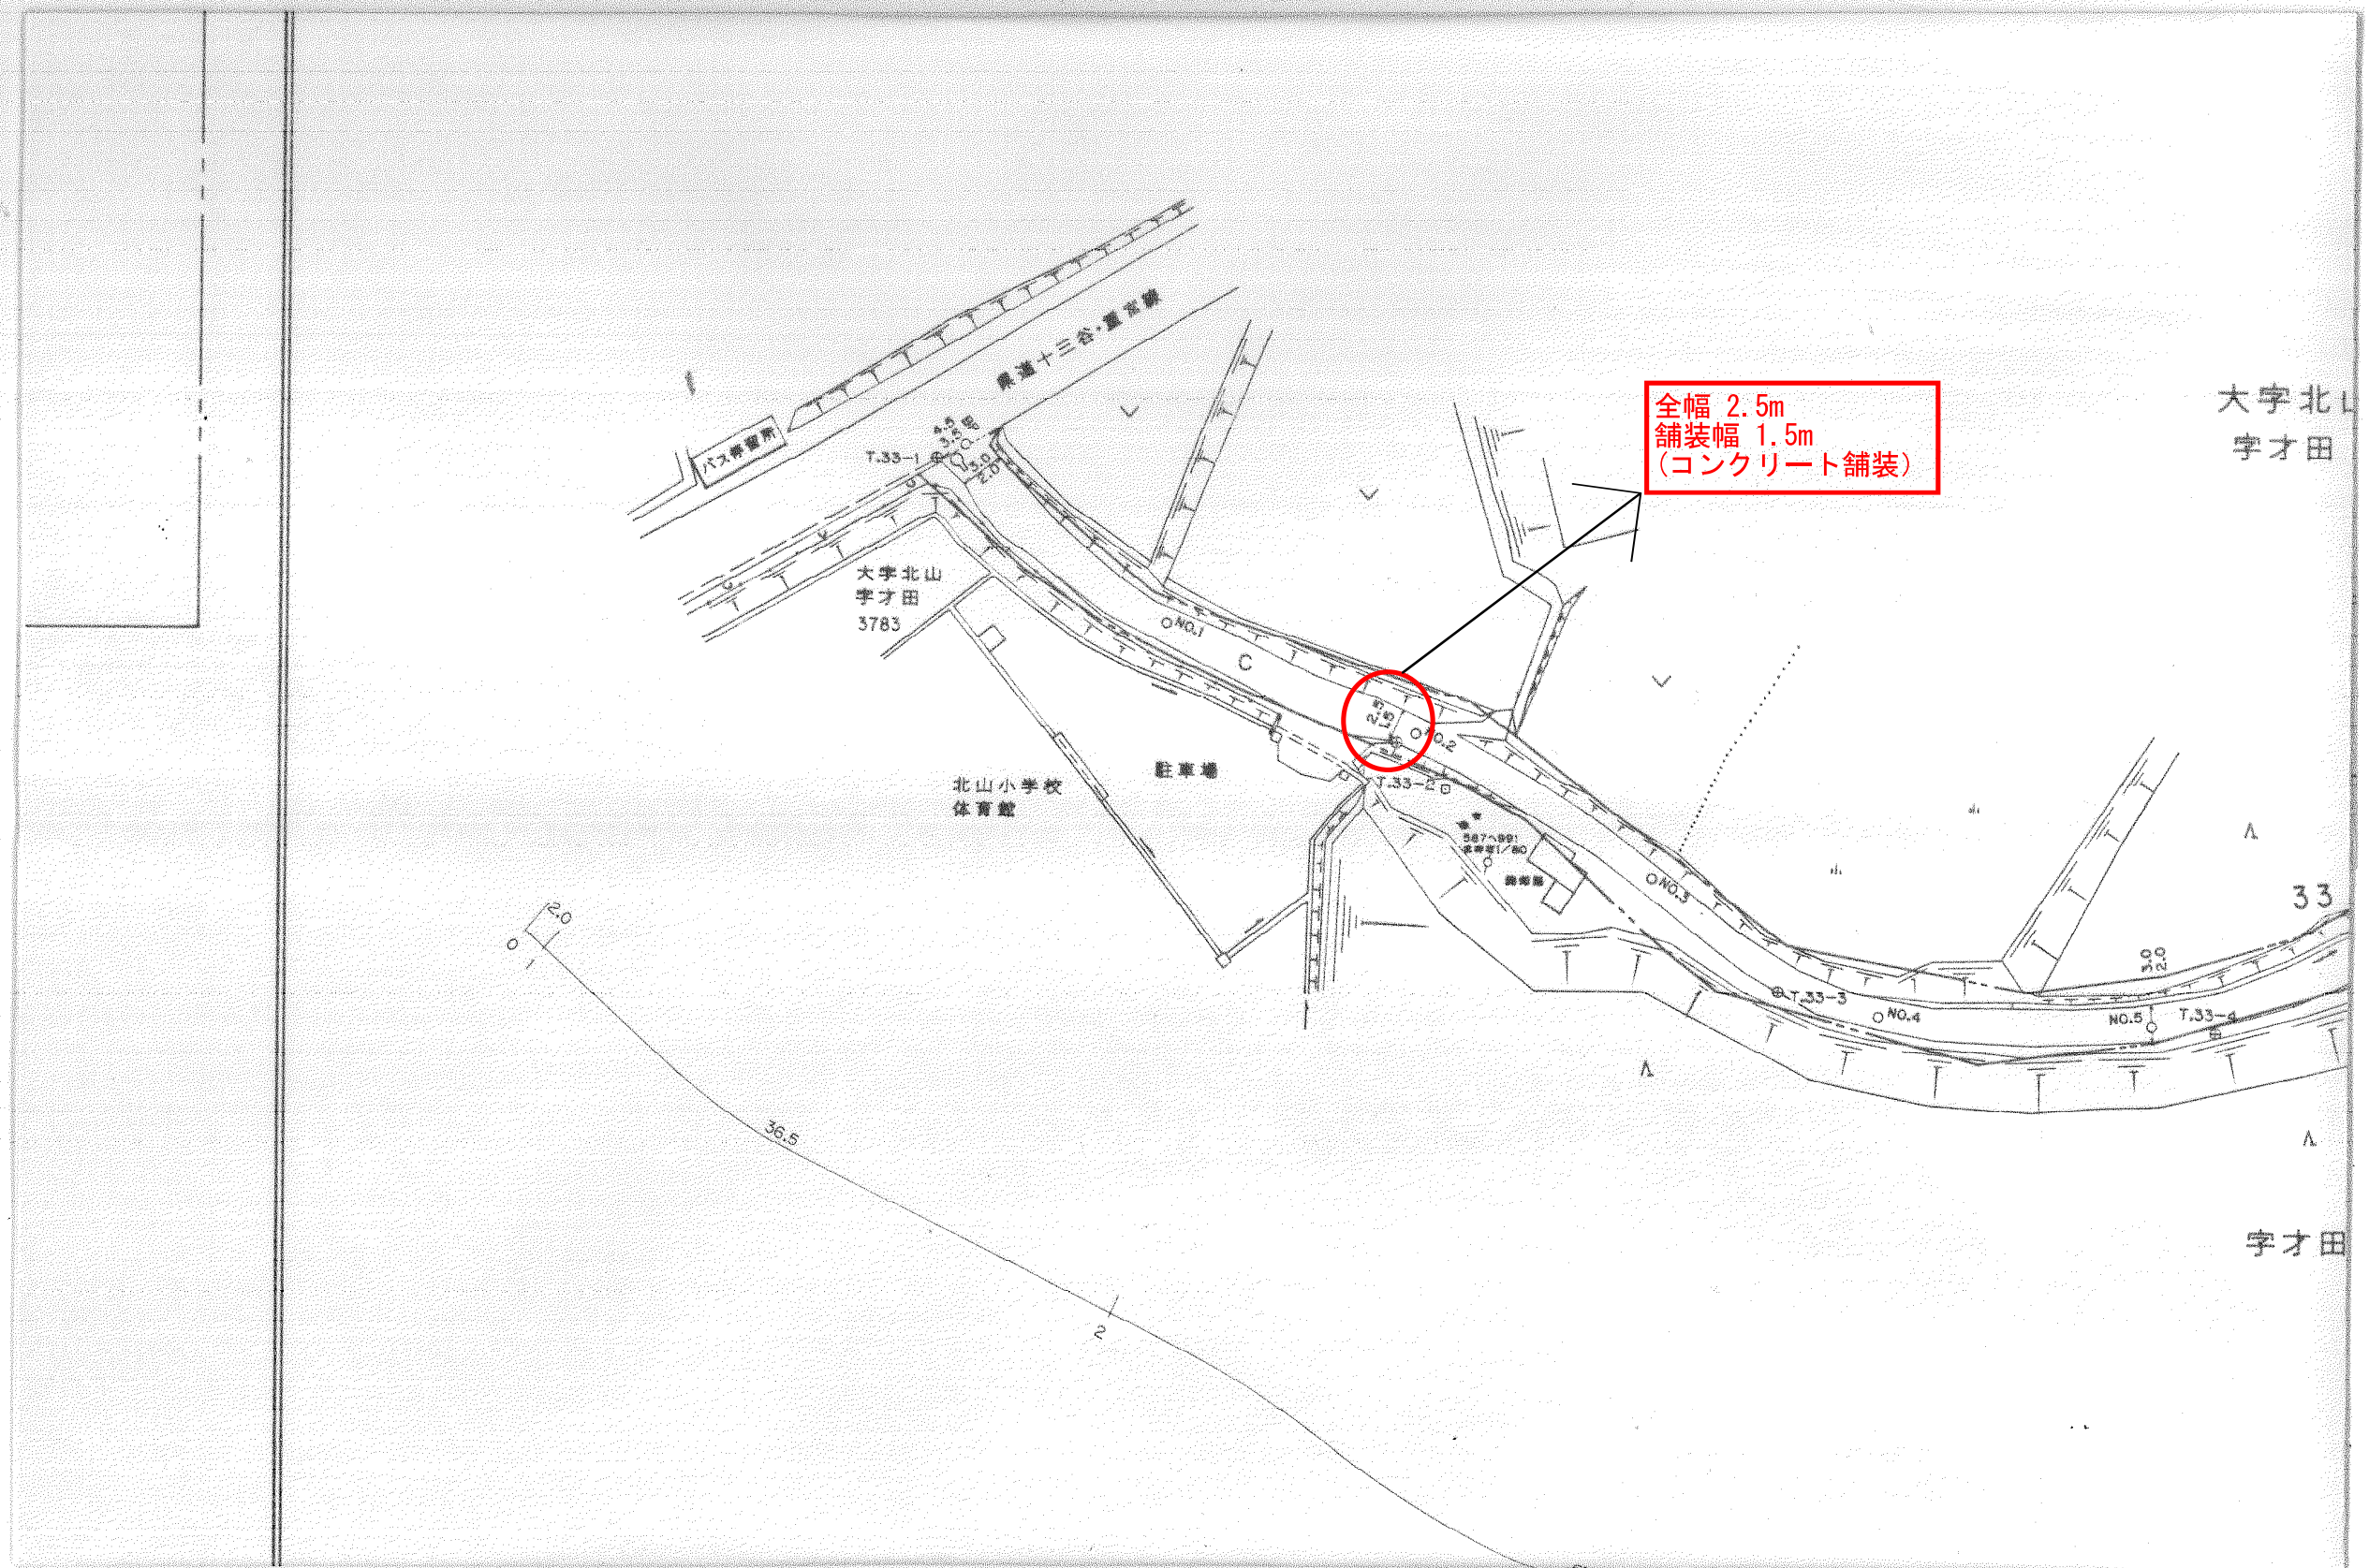 県道十三谷・重宮線
バス停留所
4.5
3.5
T.33-1
3.0
2.0
全幅 2.5m
舗装幅 1.5m
(コンクリート舗装)
大字北山
字才田
大字北山
字才田
3783
NO.1
C
2.5
1.5
NO.2
T.33-2
駐車場
北山小学校
体育館
NO.3
33
3.0
2.0
T.33-3
NO.4
NO.5
T.33-4
2.0
0
1
36.5
2
字才田